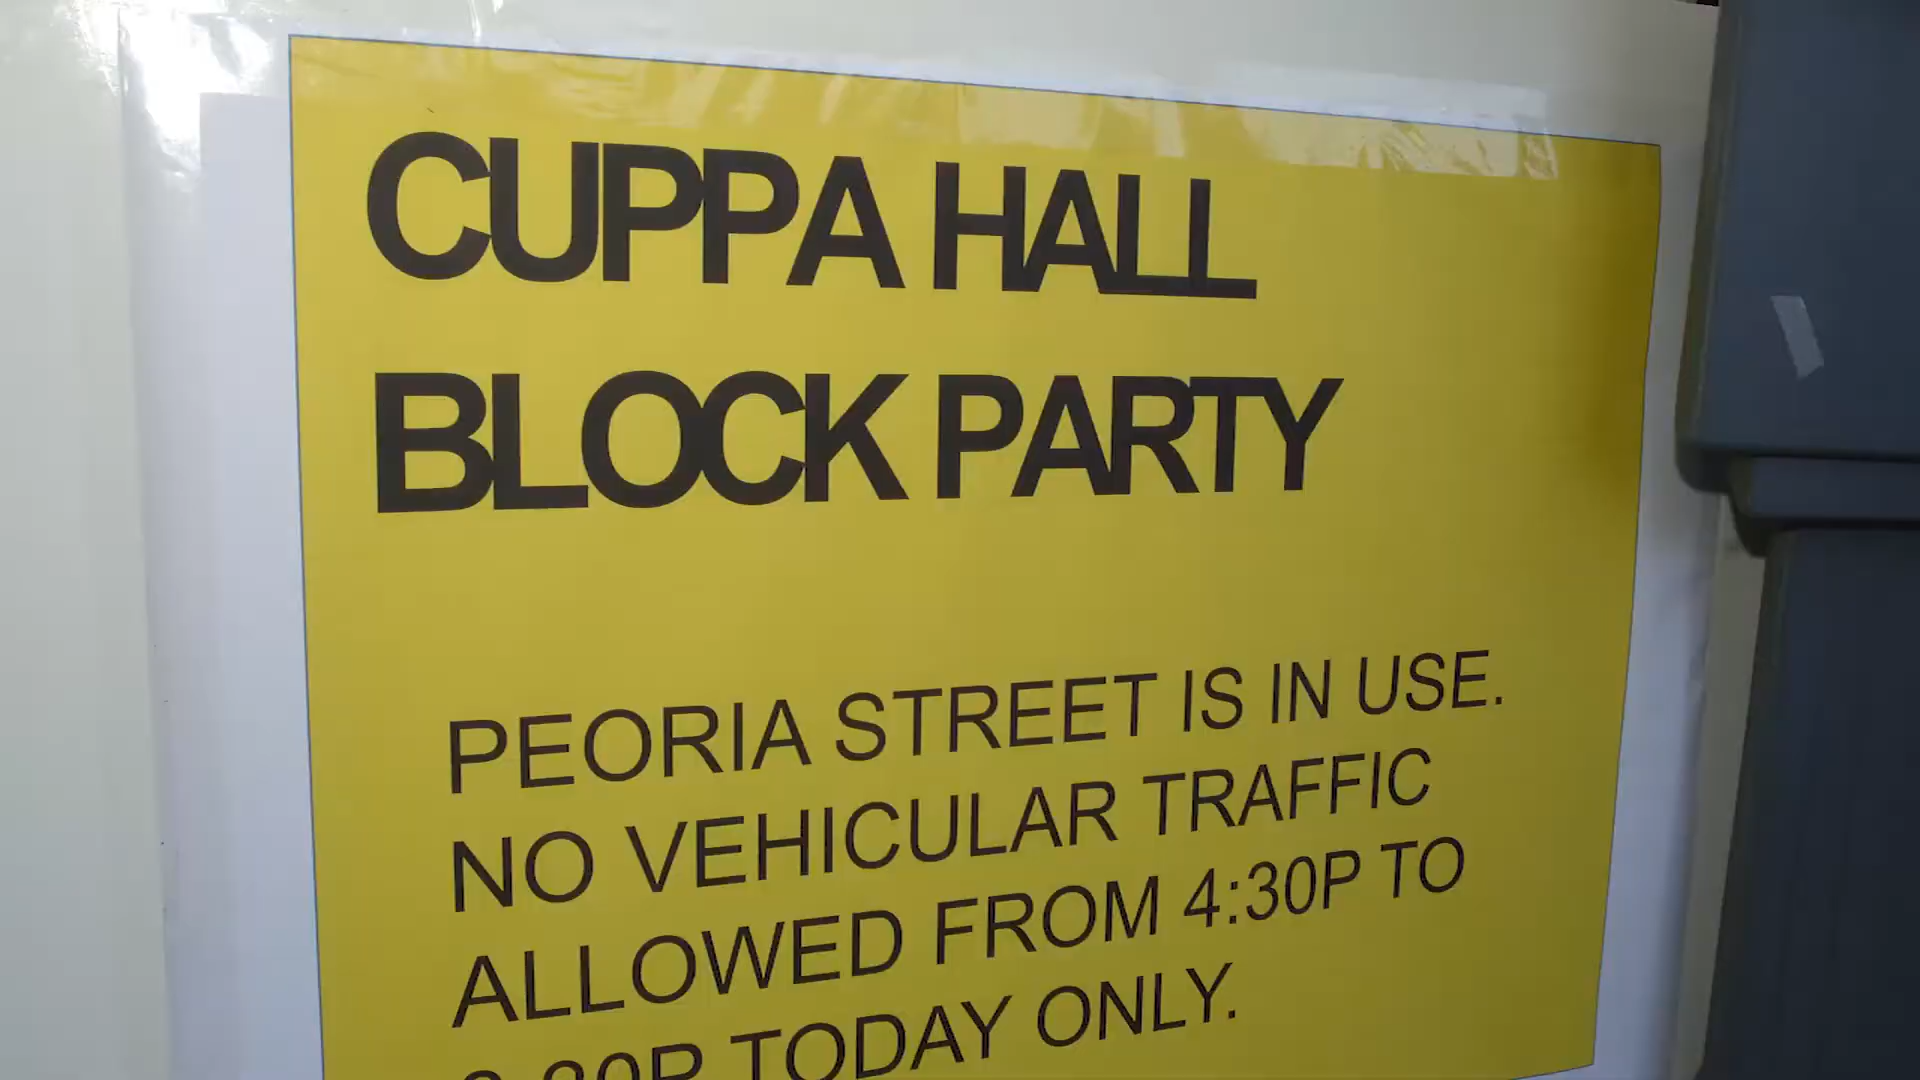 CUPPA HALL
BLOCK PARTY
PEORIA STREET IS IN USE.
NO VEHICULAR TRAFFIC
ALLOWED FROM 4:30P TO
TODAY ONLY.